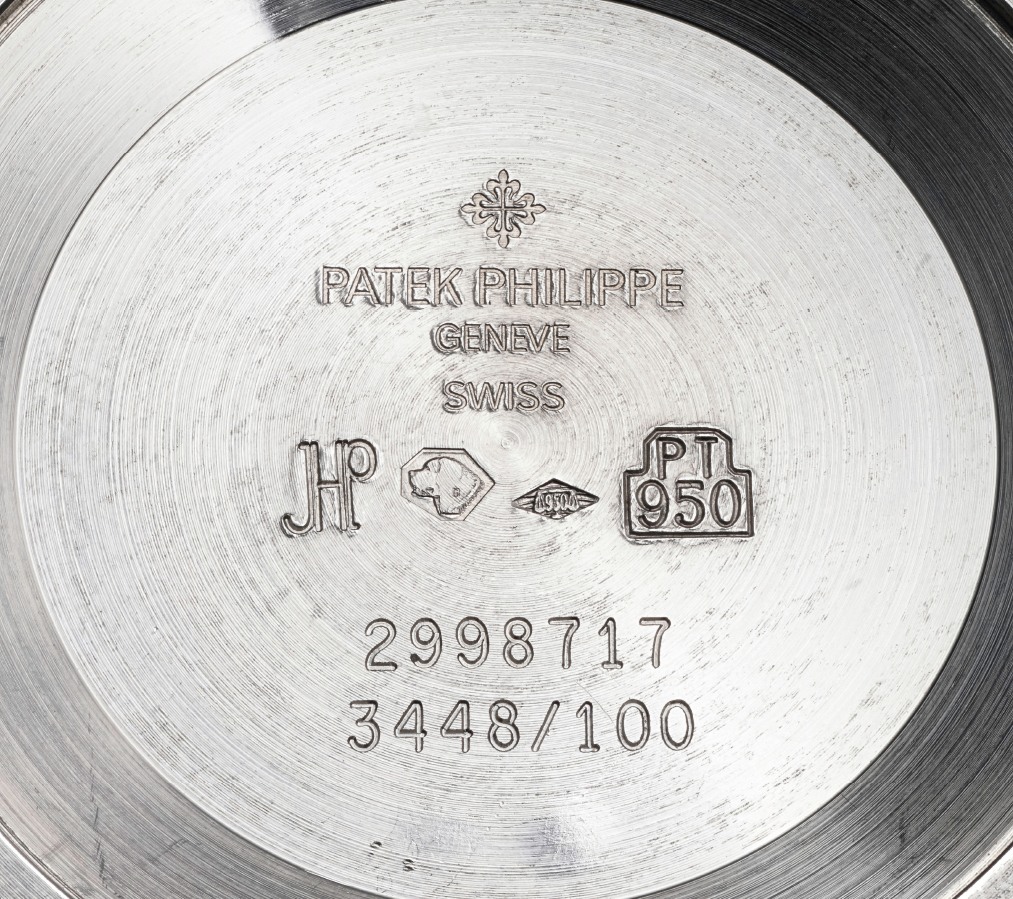 PATEK PHILIPPE
GENEVE
SWISS
JHP
PT
950
2998717
3448/100